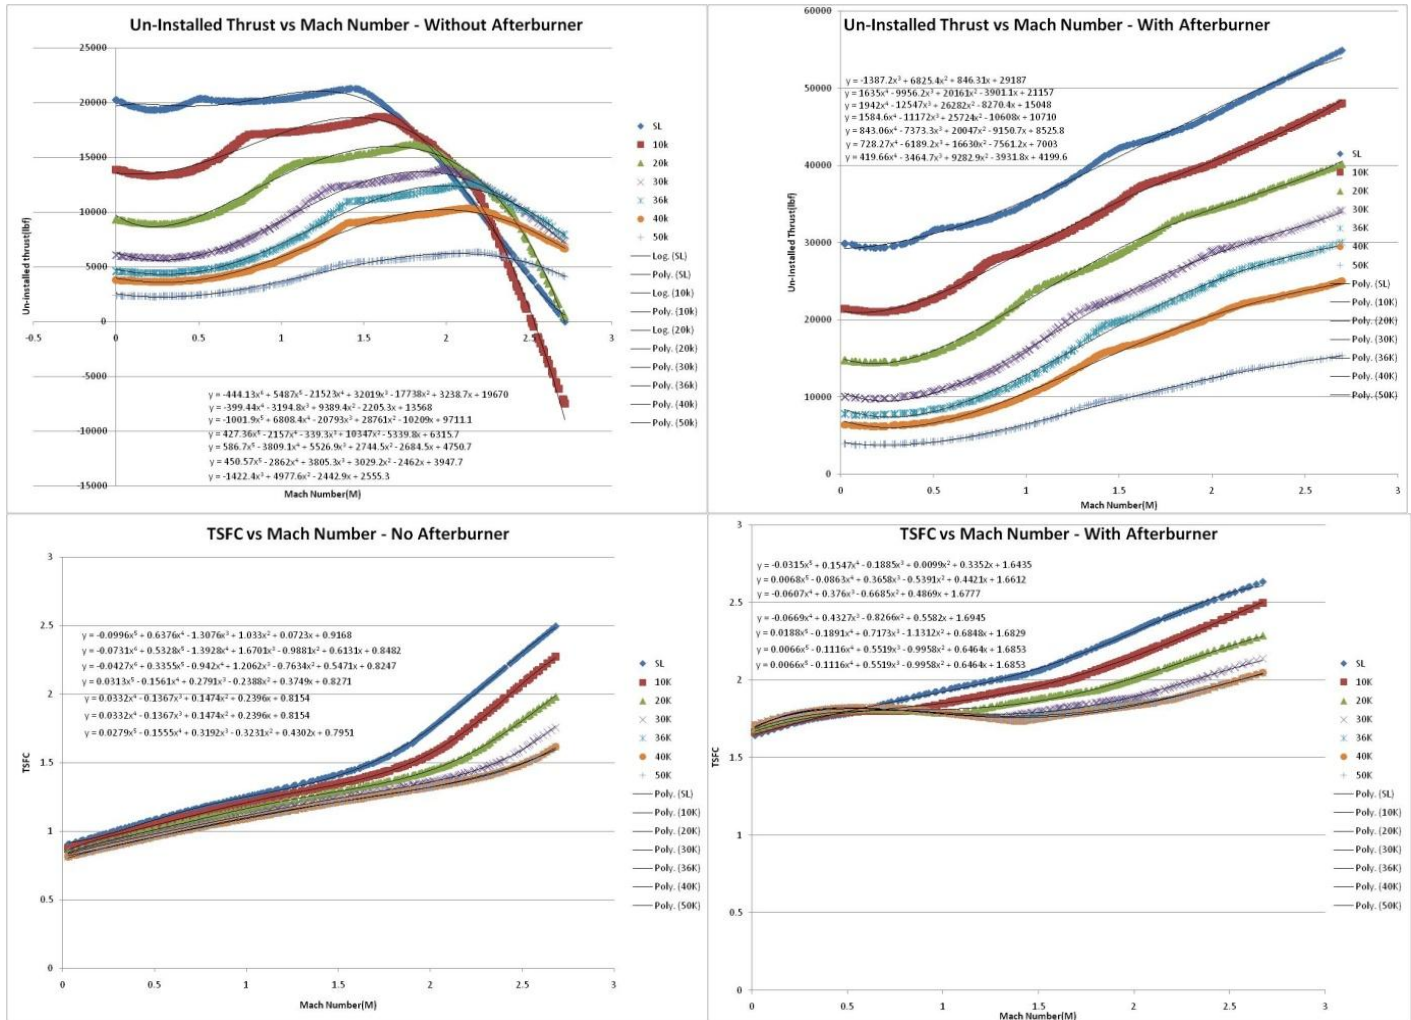 Un-Installed Thrust vs Mach Number - Without Afterburner
25000
20000
15000
10000
5000
0
-5000
-10000
-15000
-0.5
0
0.5
1
1.5
2
2.5
3
Un-installed thrust(lbf)
Mach Number(M)
y = -444.13x⁶ + 5487x⁵ - 21523x⁴ + 32019x³ - 17738x² + 3238.7x + 19670
y = -399.44x⁴ - 3194.8x³ + 9389.4x² - 2205.3x + 13568
y = -1001.9x⁵ + 6808.4x⁴ - 20793x³ + 28761x² - 10209x + 9711.1
y = 427.36x⁵ - 2157x⁴ - 339.3x³ + 10347x² - 5339.8x + 6315.7
y = 586.7x⁵ - 3809.1x⁴ + 5526.9x³ + 2744.5x² - 2684.5x + 4750.7
y = 450.57x⁵ - 2862x⁴ + 3805.3x³ + 3029.2x² - 2462x + 3947.7
y = -1422.4x³ + 4977.6x² - 2442.9x + 2555.3
SL
10k
20k
30k
36k
40k
50k
Log. (SL)
Poly. (SL)
Log. (10k)
Poly. (10k)
Log. (20k)
Poly. (20k)
Poly. (30k)
Poly. (36k)
Poly. (40k)
Poly. (50k)
Un-Installed Thrust vs Mach Number - With Afterburner
60000
50000
40000
30000
20000
10000
0
0
0.5
1
1.5
2
2.5
3
Un-Installed Thrust(lbf)
Mach Number(M)
y = -1387.2x³ + 6825.4x² + 846.31x + 29187
y = 1635x⁴ - 9956.2x³ + 20161x² - 3901.1x + 21157
y = 1942x⁴ - 12547x³ + 26282x² - 8270.4x + 15048
y = 1584.6x⁴ - 11172x³ + 25724x² - 10608x + 10710
y = 843.06x⁴ - 7373.3x³ + 20047x² - 9150.7x + 8525.8
y = 728.27x⁴ - 6189.2x³ + 16630x² - 7561.2x + 7003
y = 419.66x⁴ - 3464.7x³ + 9282.9x² - 3931.8x + 4199.6
SL
10K
20K
30K
36K
40K
50K
Poly. (SL)
Poly. (10K)
Poly. (20K)
Poly. (30K)
Poly. (36K)
Poly. (40K)
Poly. (50K)
TSFC vs Mach Number - No Afterburner
3
2.5
2
1.5
1
0.5
0
0
0.5
1
1.5
2
2.5
3
TSFC
Mach Number(M)
y = -0.0996x⁵ + 0.6376x⁴ - 1.3076x³ + 1.033x² + 0.0723x + 0.9168
y = -0.0731x⁶ + 0.5328x⁵ - 1.3928x⁴ + 1.6701x³ - 0.9881x² + 0.6131x + 0.8482
y = -0.0427x⁶ + 0.3355x⁵ - 0.942x⁴ + 1.2062x³ - 0.7634x² + 0.5471x + 0.8247
y = 0.0313x⁵ - 0.1561x⁴ + 0.2791x³ - 0.2388x² + 0.3749x + 0.8271
y = 0.0332x⁴ - 0.1367x³ + 0.1474x² + 0.2396x + 0.8154
y = 0.0332x⁴ - 0.1367x³ + 0.1474x² + 0.2396x + 0.8154
y = 0.0279x⁵ - 0.1555x⁴ + 0.3192x³ - 0.3231x² + 0.4302x + 0.7951
SL
10K
20K
30K
36K
40K
50K
Poly. (SL)
Poly. (10K)
Poly. (20K)
Poly. (30K)
Poly. (36K)
Poly. (40K)
Poly. (50K)
TSFC vs Mach Number - With Afterburner
3
2.5
2
1.5
1
0.5
0
0
0.5
1
1.5
2
2.5
3
TSFC
Mach Number(M)
y = -0.0315x⁵ + 0.1547x⁴ - 0.1885x³ + 0.0099x² + 0.3352x + 1.6435
y = 0.0068x⁵ - 0.0863x⁴ + 0.3658x³ - 0.5391x² + 0.4421x + 1.6612
y = -0.0607x⁴ + 0.376x³ - 0.6685x² + 0.4869x + 1.6777
y = -0.0669x⁴ + 0.4327x³ - 0.8266x² + 0.5582x + 1.6945
y = 0.0188x⁵ - 0.1891x⁴ + 0.7173x³ - 1.1312x² + 0.6848x + 1.6829
y = 0.0066x⁵ - 0.1116x⁴ + 0.5519x³ - 0.9958x² + 0.6464x + 1.6853
y = 0.0066x⁵ - 0.1116x⁴ + 0.5519x³ - 0.9958x² + 0.6464x + 1.6853
SL
10K
20K
30K
36K
40K
50K
Poly. (SL)
Poly. (10K)
Poly. (20K)
Poly. (30K)
Poly. (36K)
Poly. (40K)
Poly. (50K)